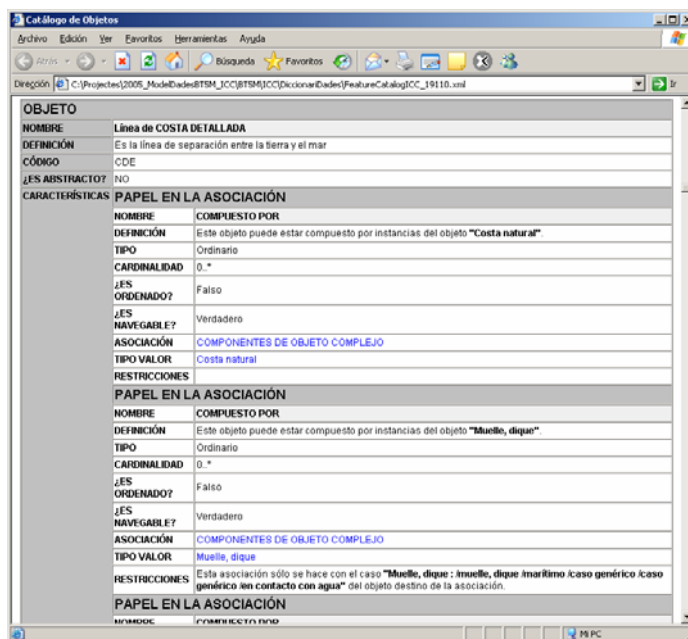 Catálogo de Objetos
Archivo Edición Ver Favoritos Herramientas Ayuda
Atrás Búsqueda Favoritos
Dirección C:\Projectes\2005_ModelDadesBT5M_ICC\BT5M\ICC\DiccionariDades\FeatureCatalogICC_19110.xml Ir
OBJETO
NOMBRE Línea de COSTA DETALLADA
DEFINICIÓN Es la línea de separación entre la tierra y el mar
CÓDIGO CDE
¿ES ABSTRACTO? NO
CARACTERÍSTICAS PAPEL EN LA ASOCIACIÓN
NOMBRE COMPUESTO POR
DEFINICIÓN Este objeto puede estar compuesto por instancias del objeto "Costa natural".
TIPO Ordinario
CARDINALIDAD 0..*
¿ES
ORDENADO? Falso
¿ES
NAVEGABLE? Verdadero
ASOCIACIÓN COMPONENTES DE OBJETO COMPLEJO
TIPO VALOR Costa natural
RESTRICCIONES
PAPEL EN LA ASOCIACIÓN
NOMBRE COMPUESTO POR
DEFINICIÓN Este objeto puede estar compuesto por instancias del objeto "Muelle, dique".
TIPO Ordinario
CARDINALIDAD 0..*
¿ES
ORDENADO? Falso
¿ES
NAVEGABLE? Verdadero
ASOCIACIÓN COMPONENTES DE OBJETO COMPLEJO
TIPO VALOR Muelle, dique
RESTRICCIONES Esta asociación sólo se hace con el caso "Muelle, dique : /muelle, dique /marítimo /caso genérico /caso
genérico /en contacto con agua" del objeto destino de la asociación.
PAPEL EN LA ASOCIACIÓN
NOMBRE COMPUESTO POR
Mi PC